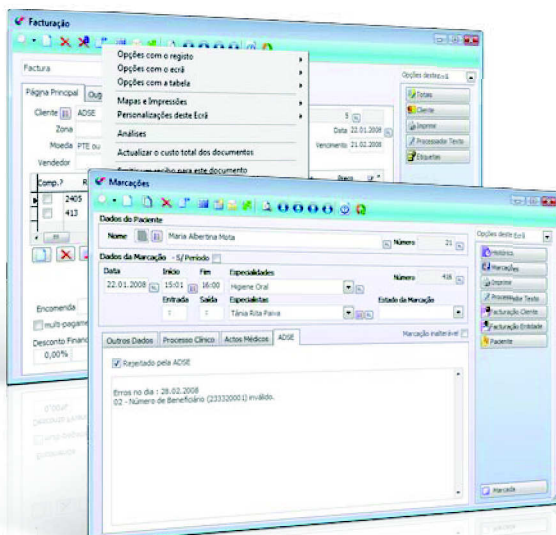 Facturação
Factura
Página Principal
Cliente ADSE
Zona
Moeda PTE ou
Vendedor
Comp.?
2405
413
Encomenda
multi-pagame
Desconto Financ
0,00%
Opções com o registo
Opções com o ecrã
Opções com a tabela
Mapas e Impressões
Personalizações deste Ecrã
Análises
Actualizar o custo total dos documentos
5
Data 22.01.2008
Vencimento 21.02.2008
Preço
Totais
Cliente
Imprimir
Processador Texto
Etiquetas
Marcações
Dados do Paciente
Nome Maria Albertina Mota Número 21
Dados da Marcação - S/ Período
Data Início Fim Especialidades Número 416
22.01.2008 15:01 16:00 Higiene Oral
Entrada Saída Especialistas Estado da Marcação
: : Tânia Rita Paiva
Outros Dados Processo Clínico Actos Médicos ADSE Marcação inalterável
Rejeitado pela ADSE
Erros no dia : 28.02.2008
02 - Número de Beneficiário (233320001) inválido.
Opções deste Ecrã
Histórico
Marcações
Imprimir
Processador Texto
Facturação Cliente
Facturação Entidade
Paciente
Marcada